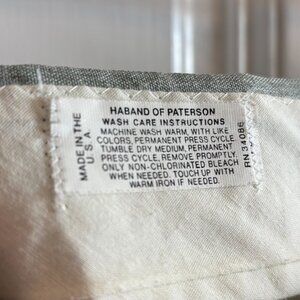 HABAND OF PATERSON
WASH CARE INSTRUCTIONS
MACHINE WASH WARM, WITH LIKE
COLORS, PERMANENT PRESS CYCLE
TUMBLE DRY MEDIUM, PERMANENT
PRESS CYCLE, REMOVE PROMPTLY.
ONLY NON-CHLORINATED BLEACH
WHEN NEEDED. TOUCH UP WITH
WARM IRON IF NEEDED.
MADE IN THE
U.S.A.
RN 34086